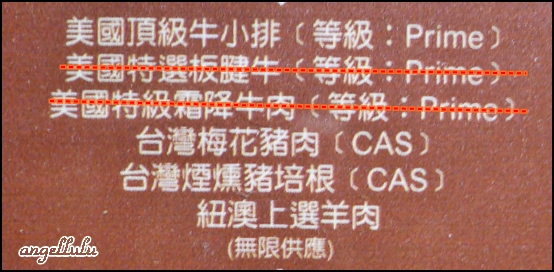 美國頂級牛小排（等級：Prime）
美國特選板腱牛（等級：Prime）
美國特級霜降牛肉（等級：Prime）
台灣梅花豬肉（CAS）
台灣煙燻豬培根（CAS）
紐澳上選羊肉
(無限供應)
angellulu